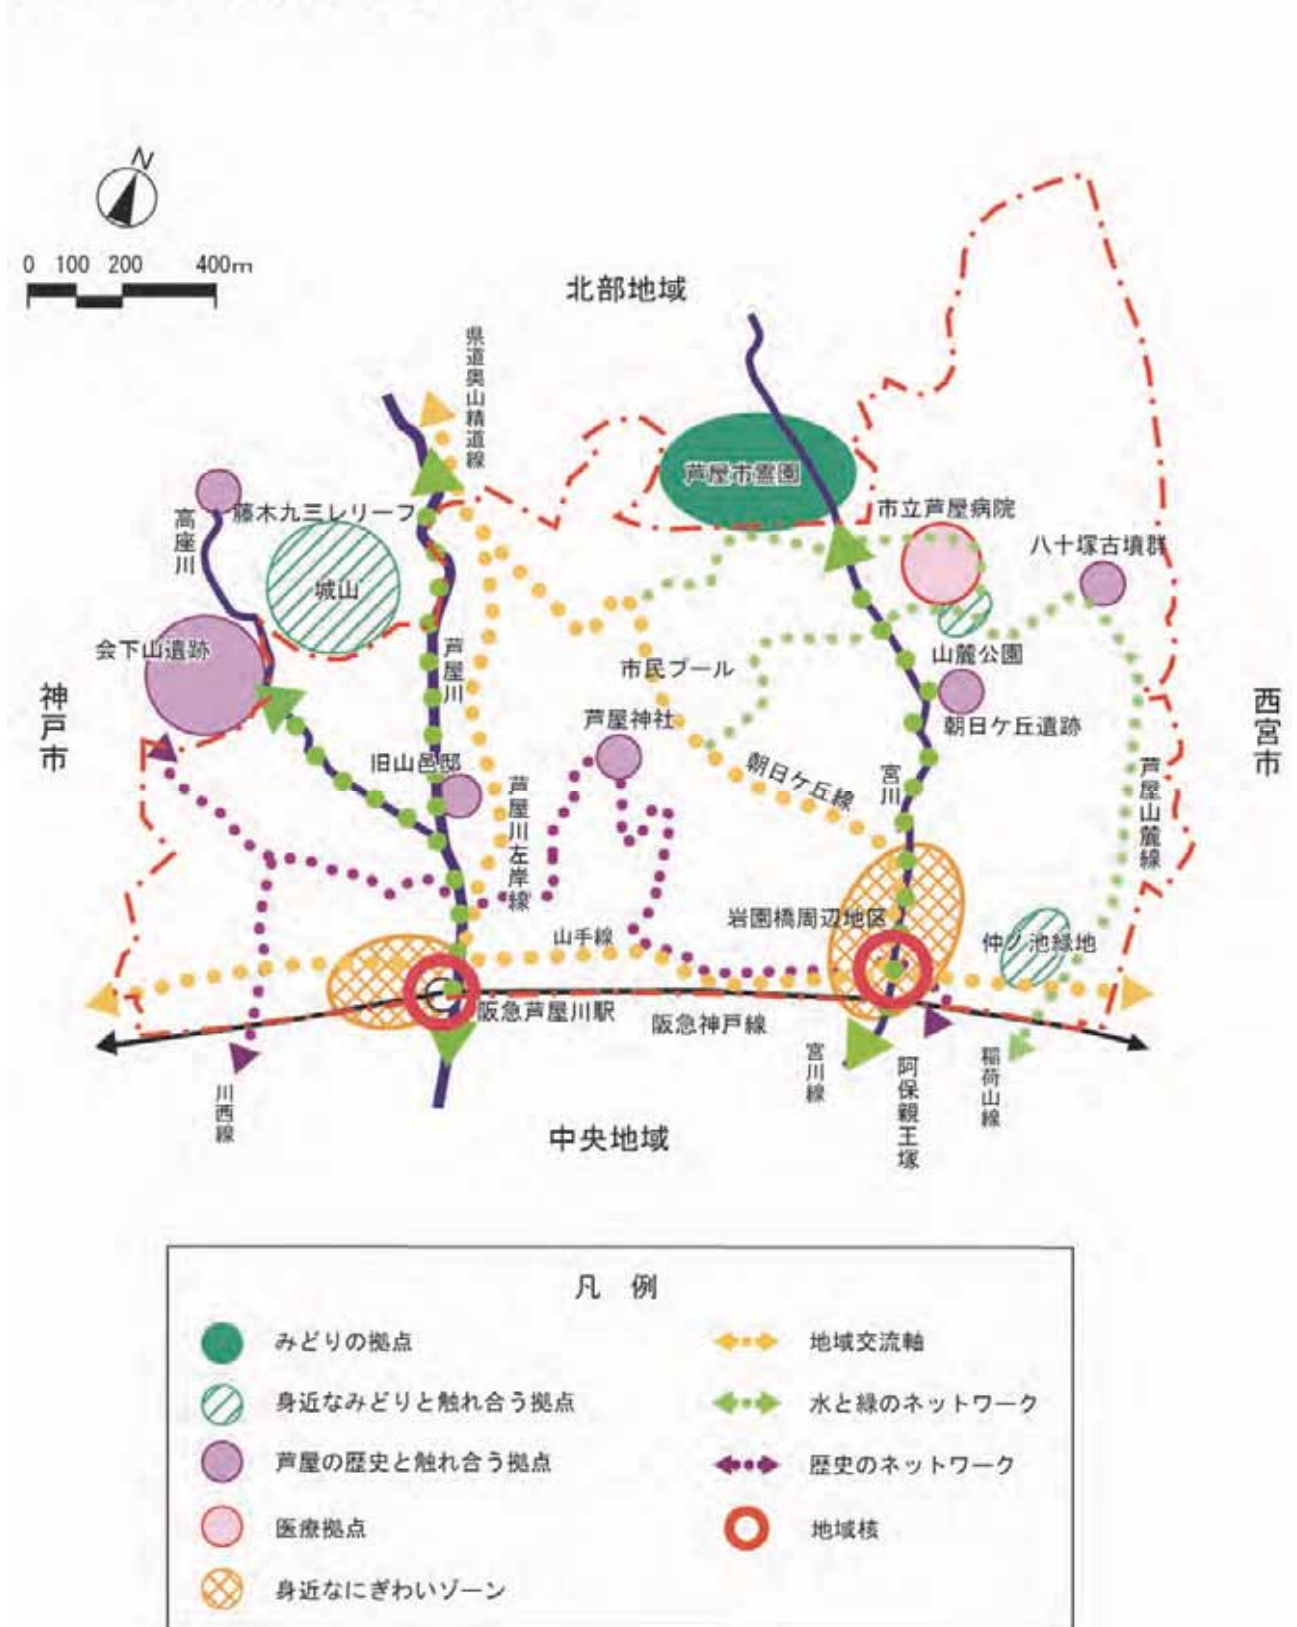 N
0 100 200 400m
北部地域
県道奥山精道線
芦屋市霊園
市立芦屋病院
八十塚古墳群
高座川
藤木九三レリーフ
城山
会下山遺跡
芦屋川
市民プール
山麓公園
神戸市
西宮市
芦屋神社
朝日ケ丘遺跡
旧山邑邸
朝日ケ丘線
宮川
芦屋山麓線
芦屋川左岸線
岩園橋周辺地区
山手線
仲ノ池緑地
阪急芦屋川駅
阪急神戸線
川西線
宮川線
阿保親王塚
稲荷山線
中央地域
凡 例
みどりの拠点
身近なみどりと触れ合う拠点
芦屋の歴史と触れ合う拠点
医療拠点
身近なにぎわいゾーン
地域交流軸
水と緑のネットワーク
歴史のネットワーク
地域核